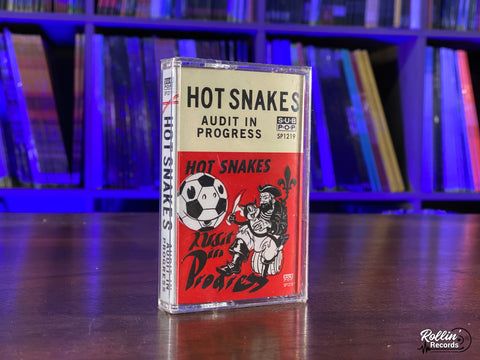 HOT SNAKES
AUDIT IN
PROGRESS
SUB
POP
SP1219
HOT SNAKES
Audit
in
Progress
HOT SNAKES
AUDIT IN
PROGRESS
Rollin'
Records